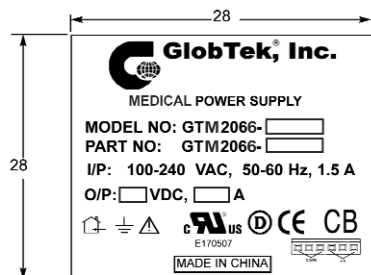 28
28
GlobTek, Inc.
MEDICAL POWER SUPPLY
MODEL NO: GTM2066-
PART NO: GTM2066-
I/P: 100-240 VAC, 50-60 Hz, 1.5 A
O/P: VDC, A
c RU US D CE CB
E170507
MADE IN CHINA